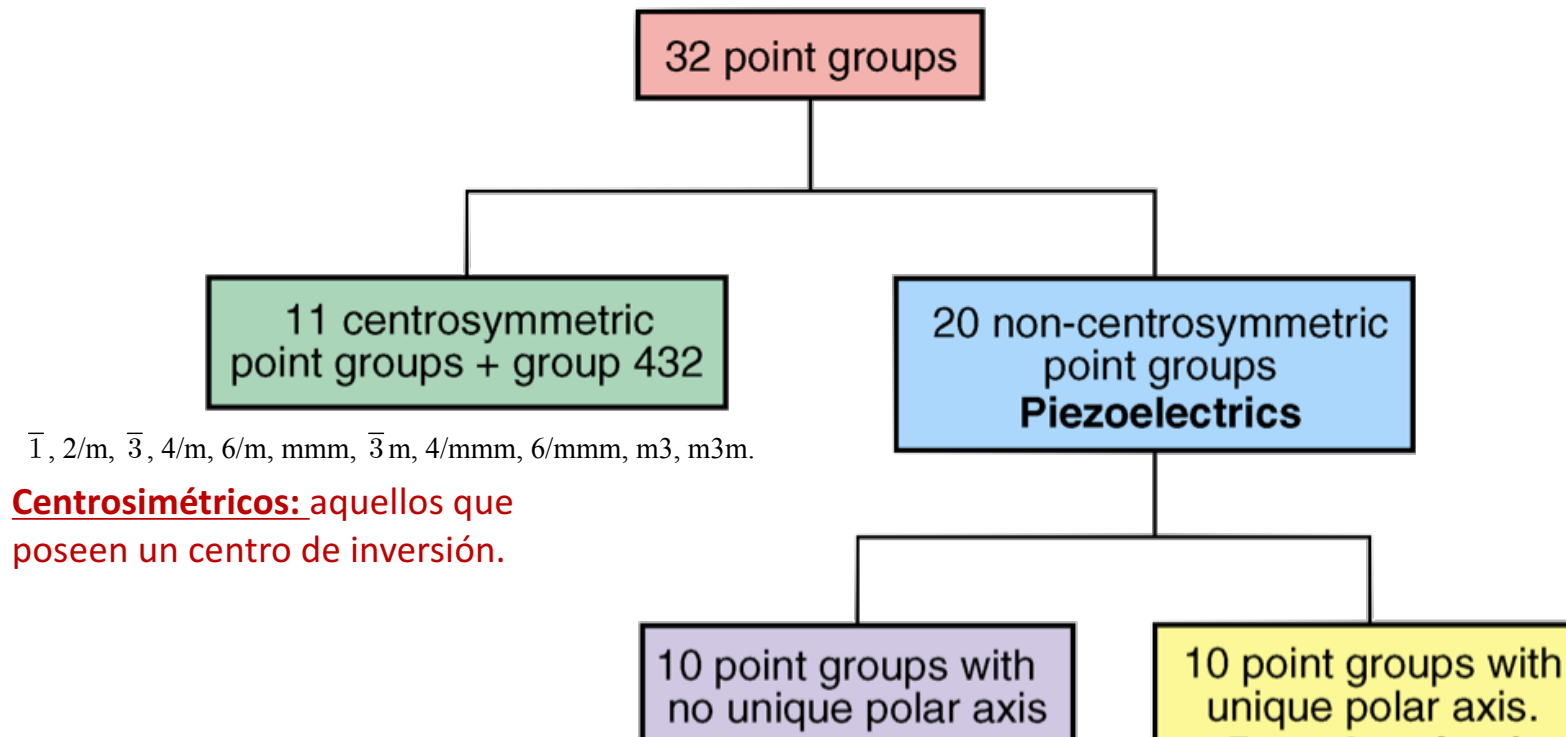 32 point groups
11 centrosymmetric
point groups + group 432
20 non-centrosymmetric
point groups
Piezoelectrics
1̅, 2/m, 3̅, 4/m, 6/m, mmm, 3̅m, 4/mmm, 6/mmm, m3, m3m.
Centrosimétricos: aquellos que
poseen un centro de inversión.
10 point groups with
no unique polar axis
10 point groups with
unique polar axis.